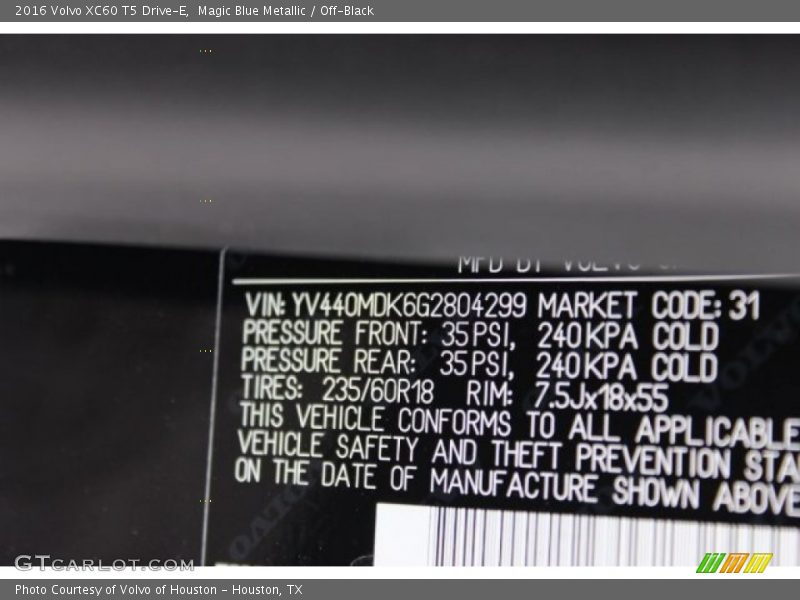 2016 Volvo XC60 T5 Drive-E, Magic Blue Metallic / Off-Black
MFD BY VOLVO
VIN: YV440MDK6G2804299 MARKET CODE: 31
PRESSURE FRONT: 35 PSI, 240 KPA COLD
PRESSURE REAR: 35 PSI, 240 KPA COLD
TIRES: 235/60R18 RIM: 7.5Jx18x55
THIS VEHICLE CONFORMS TO ALL APPLICABLE
VEHICLE SAFETY AND THEFT PREVENTION STA
ON THE DATE OF MANUFACTURE SHOWN ABOVE
GTCARLOT.COM
Photo Courtesy of Volvo of Houston - Houston, TX